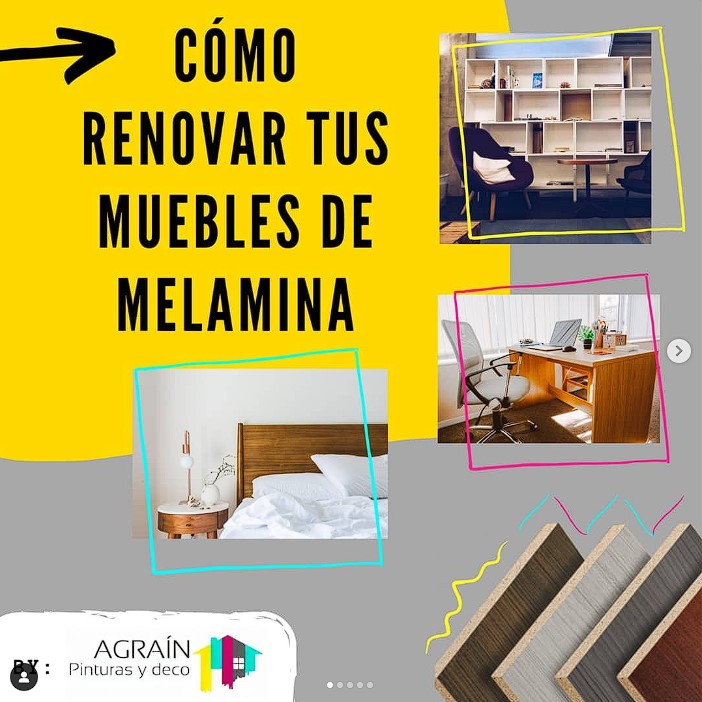 CÓMO
RENOVAR TUS
MUEBLES DE
MELAMINA
BY:
AGRAÍN
Pinturas y deco